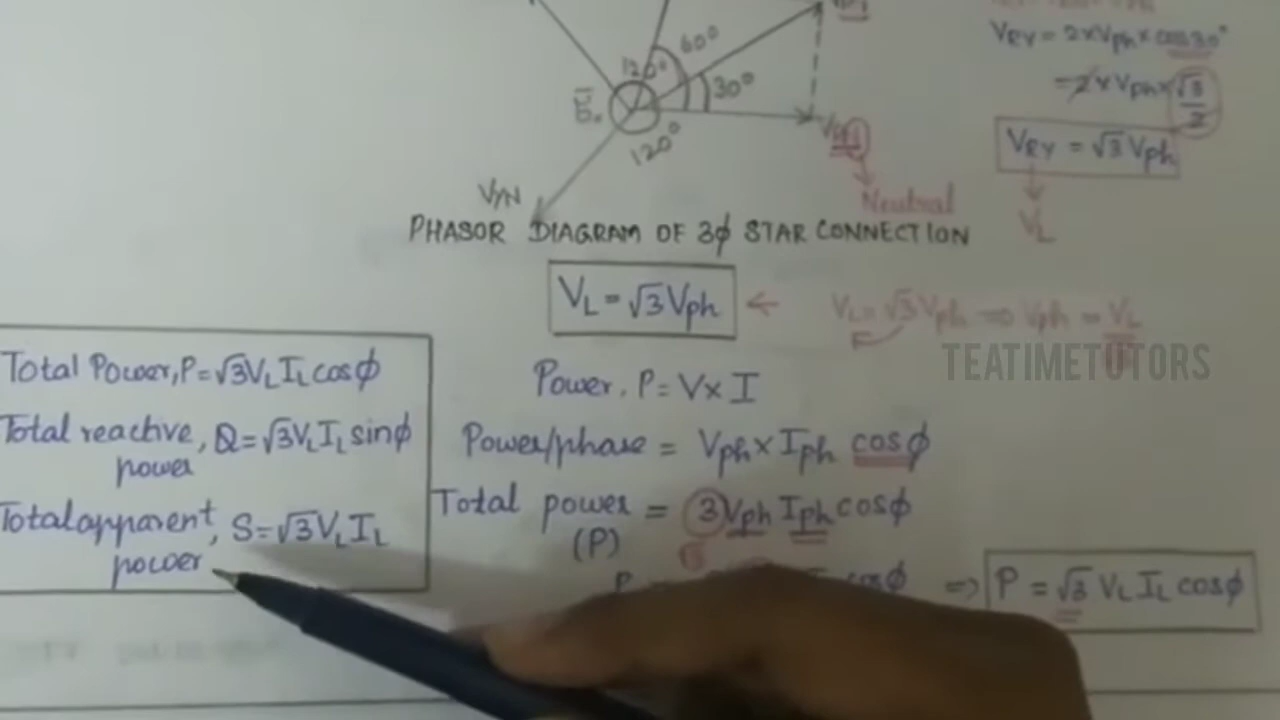 60°
120°
30°
120°
VYN
Neutral
VRY = 2×Vph×cos30°
= 2×Vph×√3/2
VRY = √3 Vph
VL
PHASOR DIAGRAM OF 3ϕ STAR CONNECTION
VL = √3 Vph ← VL = √3 Vph ⇒ Vph = VL
TEATIMETUTORS
Total Power, P = √3 VL IL cosϕ
Total reactive, Q = √3 VL IL sinϕ
power
Total apparent, S = √3 VL IL
power
Power, P = V× I
Power/phase = Vph × Iph cosϕ
Total power = 3 Vph Iph cosϕ
(P)
P cosϕ ⇒ P = √3 VL IL cosϕ